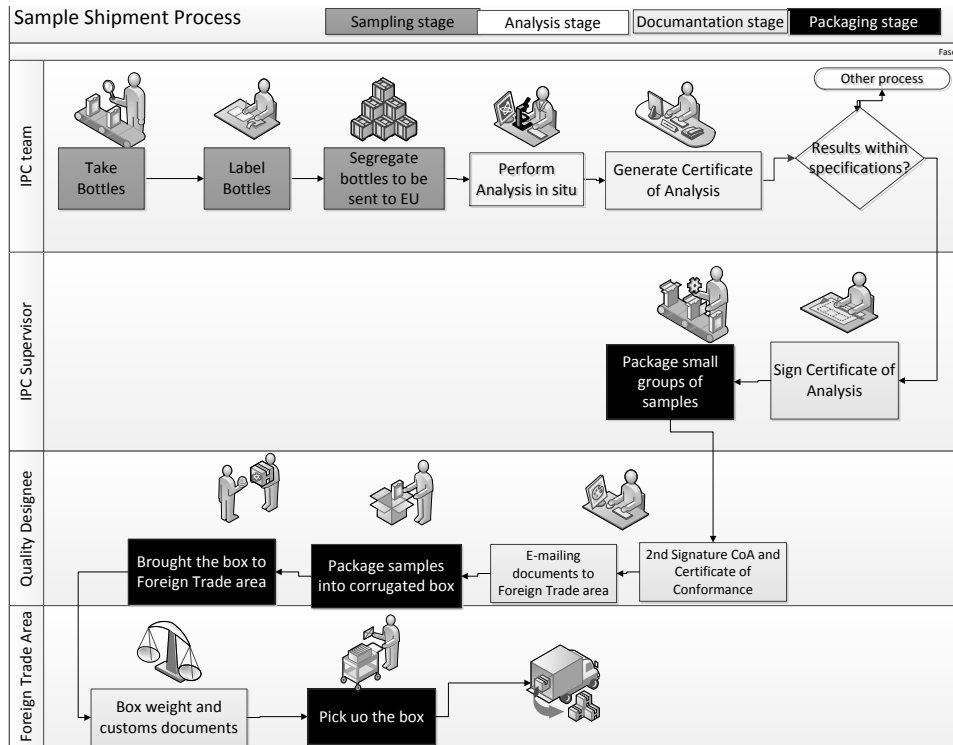 Sample Shipment Process
Sampling stage
Analysis stage
Documantation stage
Packaging stage
Fase
IPC team
Take
Bottles
Label
Bottles
Segregate
bottles to be
sent to EU
Perform
Analysis in situ
Generate Certificate
of Analysis
Other process
Results within
specifications?
IPC Supervisor
Package small
groups of
samples
Sign Certificate of
Analysis
Quality Designee
Brought the box to
Foreign Trade area
Package samples
into corrugated box
E-mailing
documents to
Foreign Trade area
2nd Signature CoA and
Certificate of
Conformance
Foreign Trade Area
Box weight and
customs documents
Pick uo the box